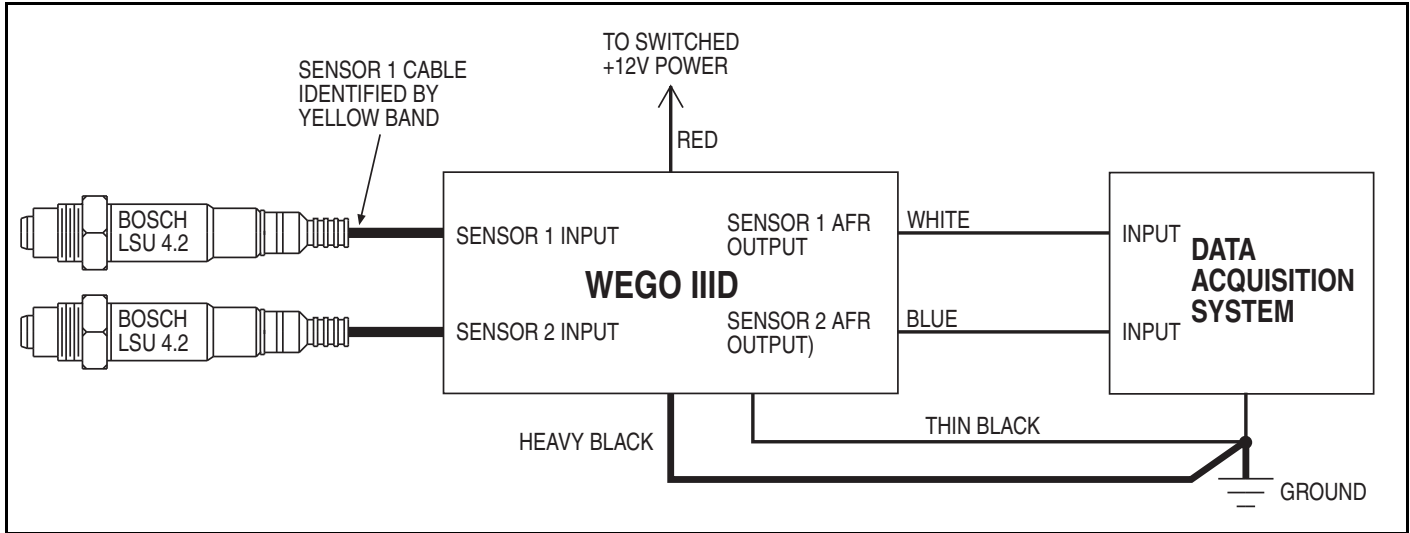 TO SWITCHED
+12V POWER
SENSOR 1 CABLE
IDENTIFIED BY
YELLOW BAND
RED
BOSCH
LSU 4.2
SENSOR 1 INPUT
SENSOR 1 AFR
OUTPUT
WHITE
INPUT
WEGO IIID
DATA
ACQUISITION
SYSTEM
BOSCH
LSU 4.2
SENSOR 2 INPUT
SENSOR 2 AFR
OUTPUT)
BLUE
INPUT
HEAVY BLACK
THIN BLACK
GROUND